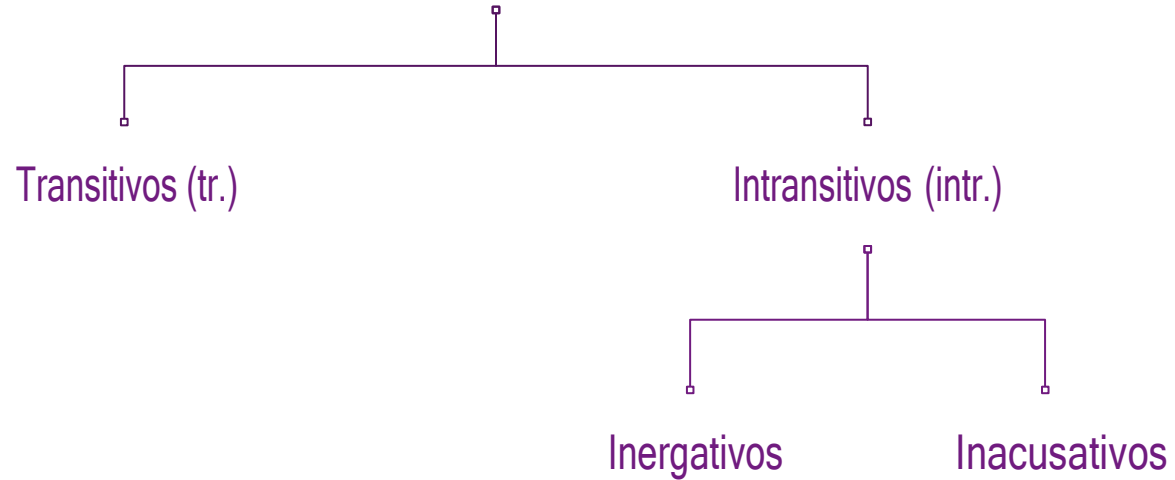 Transitivos (tr.)
Intransitivos (intr.)
Inergativos
Inacusativos